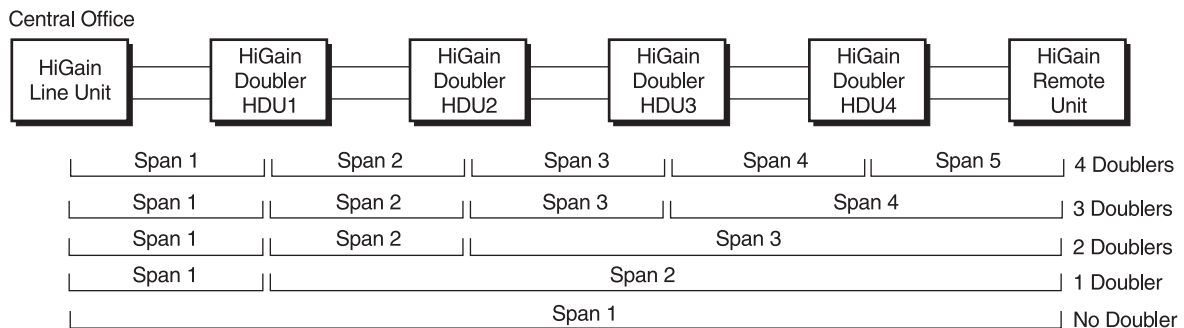 Central Office
HiGain
Line Unit
HiGain
Doubler
HDU1
HiGain
Doubler
HDU2
HiGain
Doubler
HDU3
HiGain
Doubler
HDU4
HiGain
Remote
Unit
Span 1 Span 2 Span 3 Span 4 Span 5 4 Doublers
Span 1 Span 2 Span 3 Span 4 3 Doublers
Span 1 Span 2 Span 3 2 Doublers
Span 1 Span 2 1 Doubler
Span 1 No Doubler